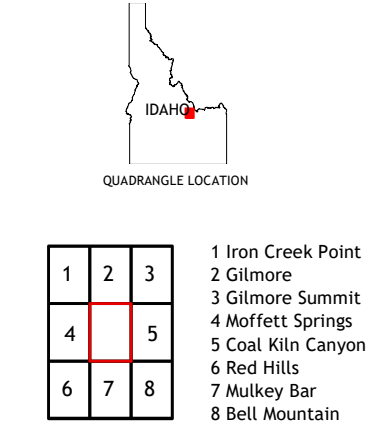 IDAHO
QUADRANGLE LOCATION
1 2 3
4 5
6 7 8
1 Iron Creek Point
2 Gilmore
3 Gilmore Summit
4 Moffett Springs
5 Coal Kiln Canyon
6 Red Hills
7 Mulkey Bar
8 Bell Mountain